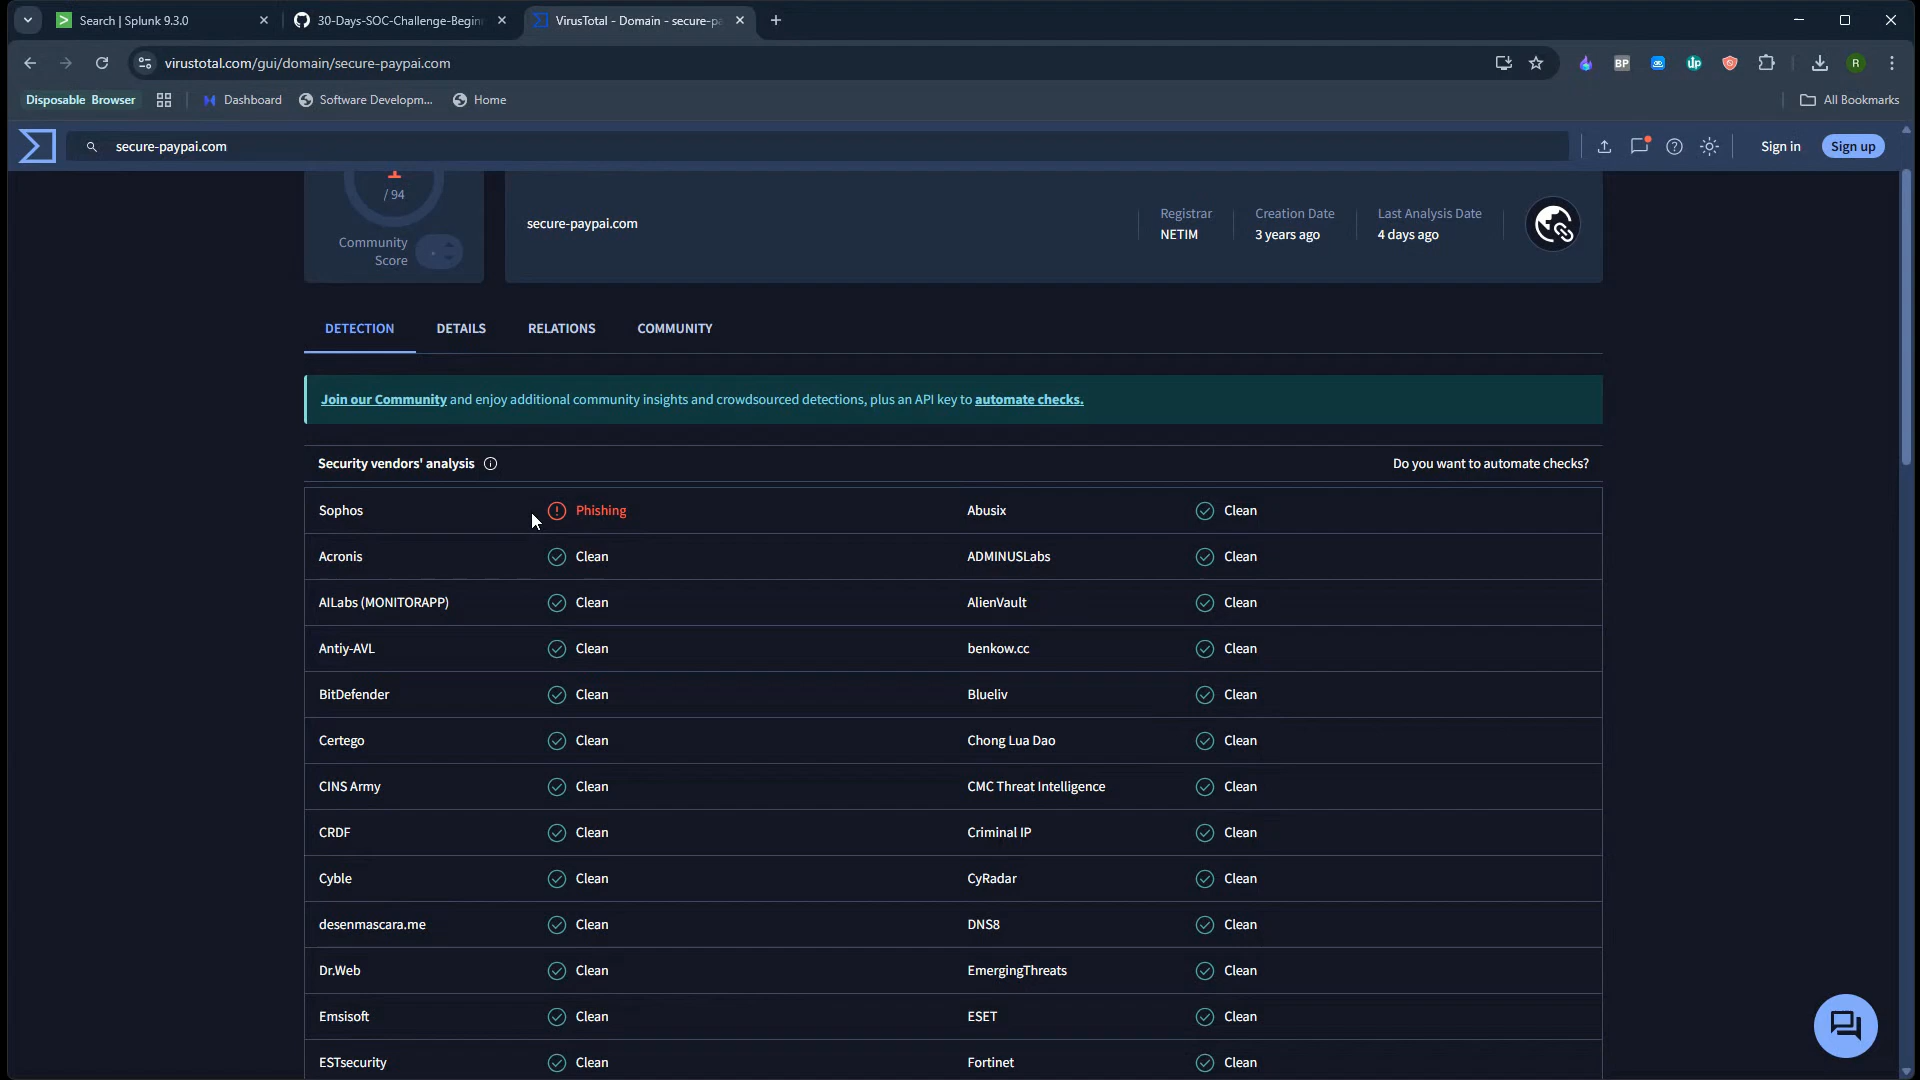 Search | Splunk 9.3.0
30-Days-SOC-Challenge-Beginn
VirusTotal - Domain - secure-pa
virustotal.com/gui/domain/secure-paypai.com
BP
up
R
Disposable Browser
Dashboard
Software Developm...
Home
All Bookmarks
secure-paypai.com
Sign in
Sign up
1
/ 94
Community
Score
secure-paypai.com
Registrar
NETIM
Creation Date
3 years ago
Last Analysis Date
4 days ago
DETECTION
DETAILS
RELATIONS
COMMUNITY
Join our Community and enjoy additional community insights and crowdsourced detections, plus an API key to automate checks.
Security vendors' analysis
Do you want to automate checks?
Sophos Phishing Abusix Clean
Acronis Clean ADMINUSLabs Clean
AILabs (MONITORAPP) Clean AlienVault Clean
Antiy-AVL Clean benkow.cc Clean
BitDefender Clean Blueliv Clean
Certego Clean Chong Lua Dao Clean
CINS Army Clean CMC Threat Intelligence Clean
CRDF Clean Criminal IP Clean
Cyble Clean CyRadar Clean
desenmascara.me Clean DNS8 Clean
Dr.Web Clean EmergingThreats Clean
Emsisoft Clean ESET Clean
ESTsecurity Clean Fortinet Clean